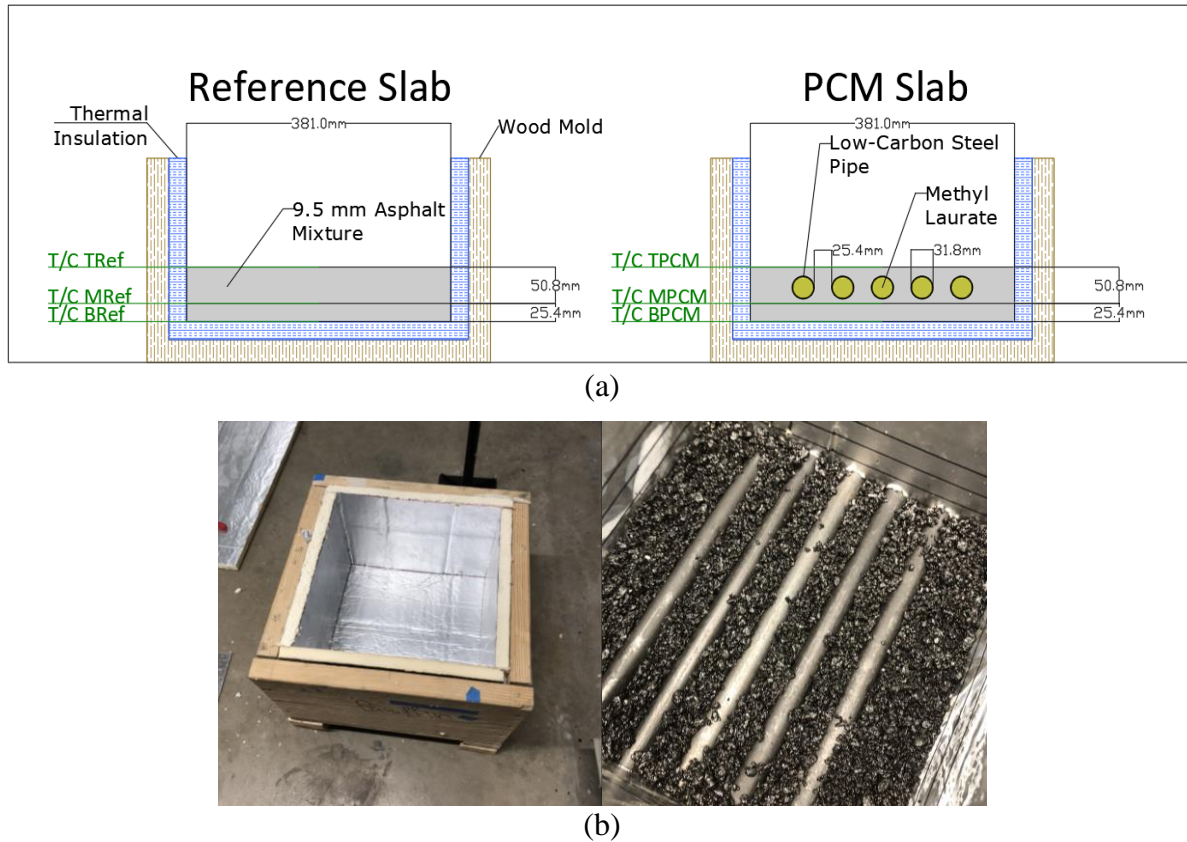 Reference Slab
Thermal
Insulation
381.0mm
Wood Mold
9.5 mm Asphalt
Mixture
T/C TRef
T/C MRef
T/C BRef
50.8mm
25.4mm
PCM Slab
381.0mm
Low-Carbon Steel
Pipe
Methyl
Laurate
25.4mm
31.8mm
T/C TPCM
T/C MPCM
T/C BPCM
50.8mm
25.4mm
(a)
(b)